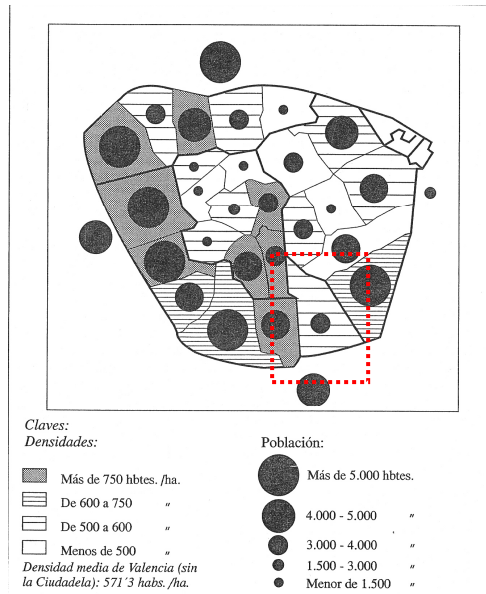 Claves:
Densidades:
Más de 750 hbtes. /ha.
De 600 a 750 "
De 500 a 600 "
Menos de 500 "
Densidad media de Valencia (sin
la Ciudadela): 571´3 habs. /ha.
Población:
Más de 5.000 hbtes.
4.000 - 5.000 "
3.000 - 4.000 "
1.500 - 3.000 "
Menor de 1.500 "